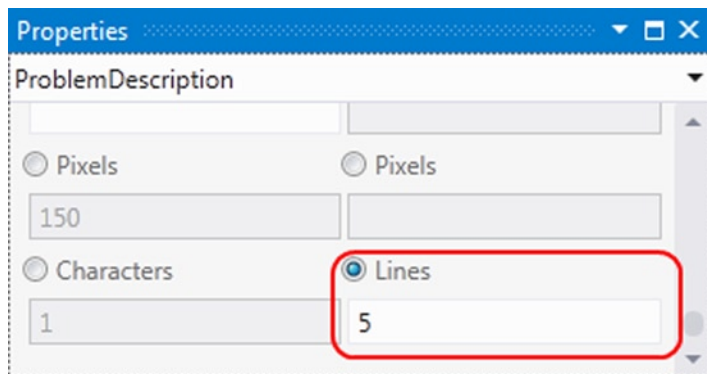 Properties
ProblemDescription
Pixels Pixels
150
Characters Lines
1 5